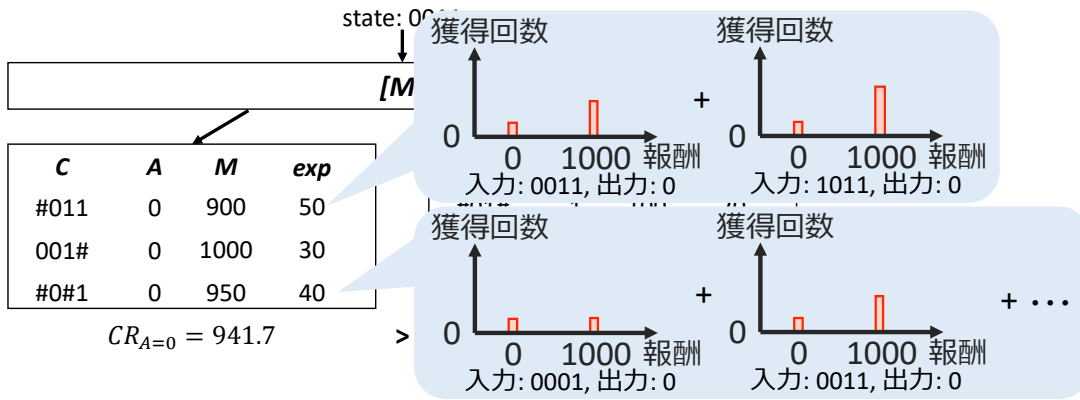 state: 00
[M
C A M exp
#011 0 900 50
001# 0 1000 30
#0#1 0 950 40
CR_{A=0} = 941.7
>
獲得回数 獲得回数
+
0 0
0 1000 報酬 0 1000 報酬
入力: 0011, 出力: 0 入力: 1011, 出力: 0
獲得回数 獲得回数
+ + ・・・
0 0
0 1000 報酬 0 1000 報酬
入力: 0001, 出力: 0 入力: 0011, 出力: 0